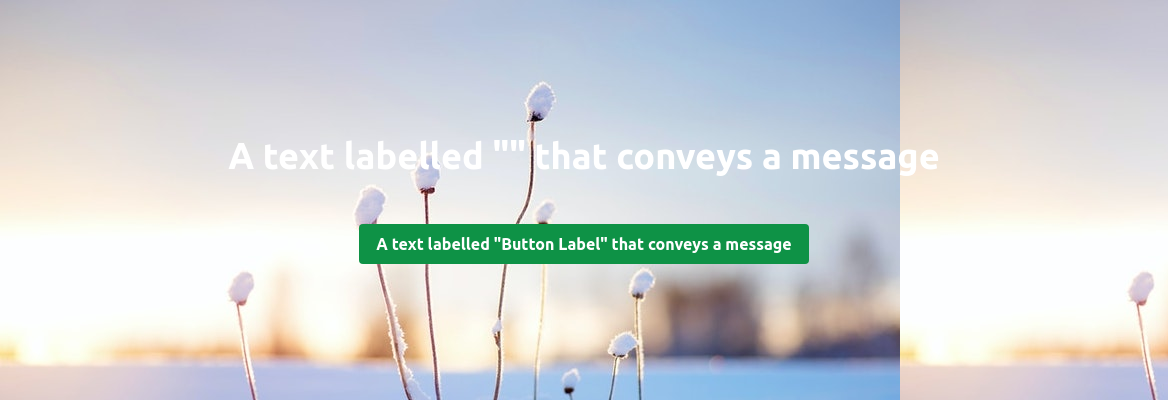 A text labelled "" that conveys a message
A text labelled "Button Label" that conveys a message